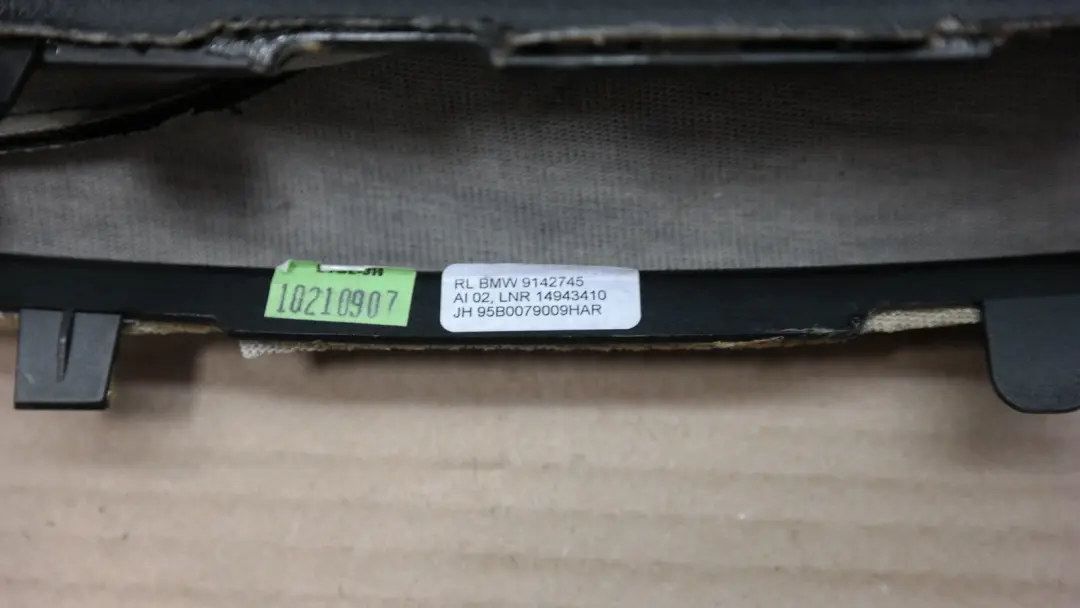 10210907
RL BMW 9142745
AI 02, LNR 14943410
JH 95B0079009HAR